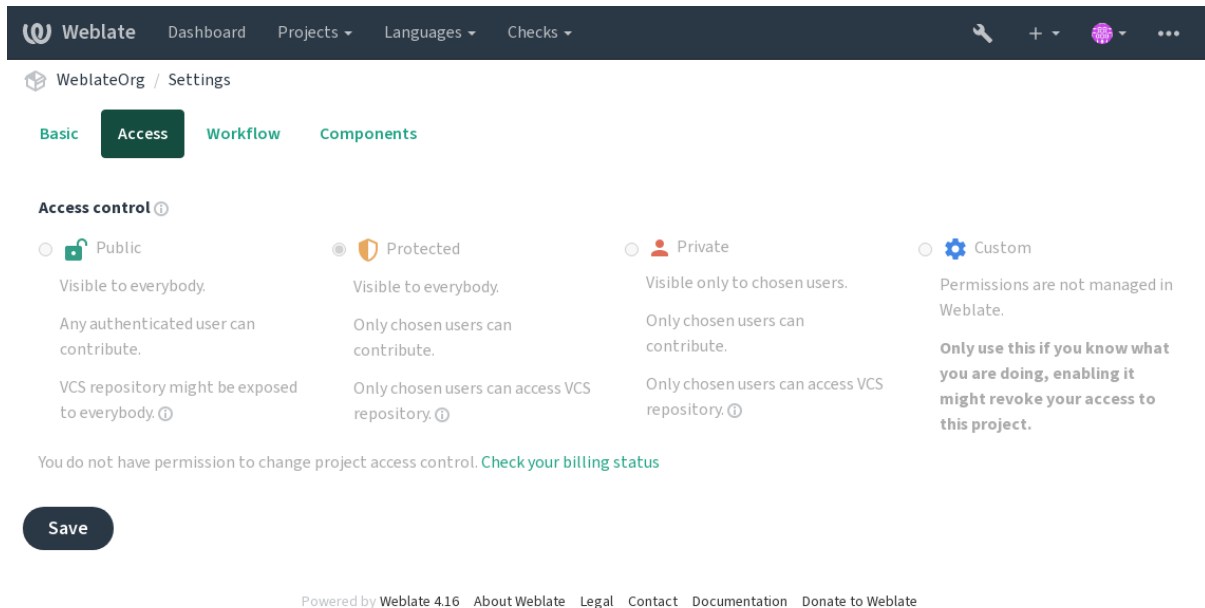 Weblate Dashboard Projects Languages Checks
WeblateOrg / Settings
Basic Access Workflow Components
Access control
Public
Visible to everybody.
Any authenticated user can
contribute.
VCS repository might be exposed
to everybody.
Protected
Visible to everybody.
Only chosen users can
contribute.
Only chosen users can access VCS
repository.
Private
Visible only to chosen users.
Only chosen users can
contribute.
Only chosen users can access VCS
repository.
Custom
Permissions are not managed in
Weblate.
Only use this if you know what
you are doing, enabling it
might revoke your access to
this project.
You do not have permission to change project access control. Check your billing status
Save
Powered by Weblate 4.16 About Weblate Legal Contact Documentation Donate to Weblate